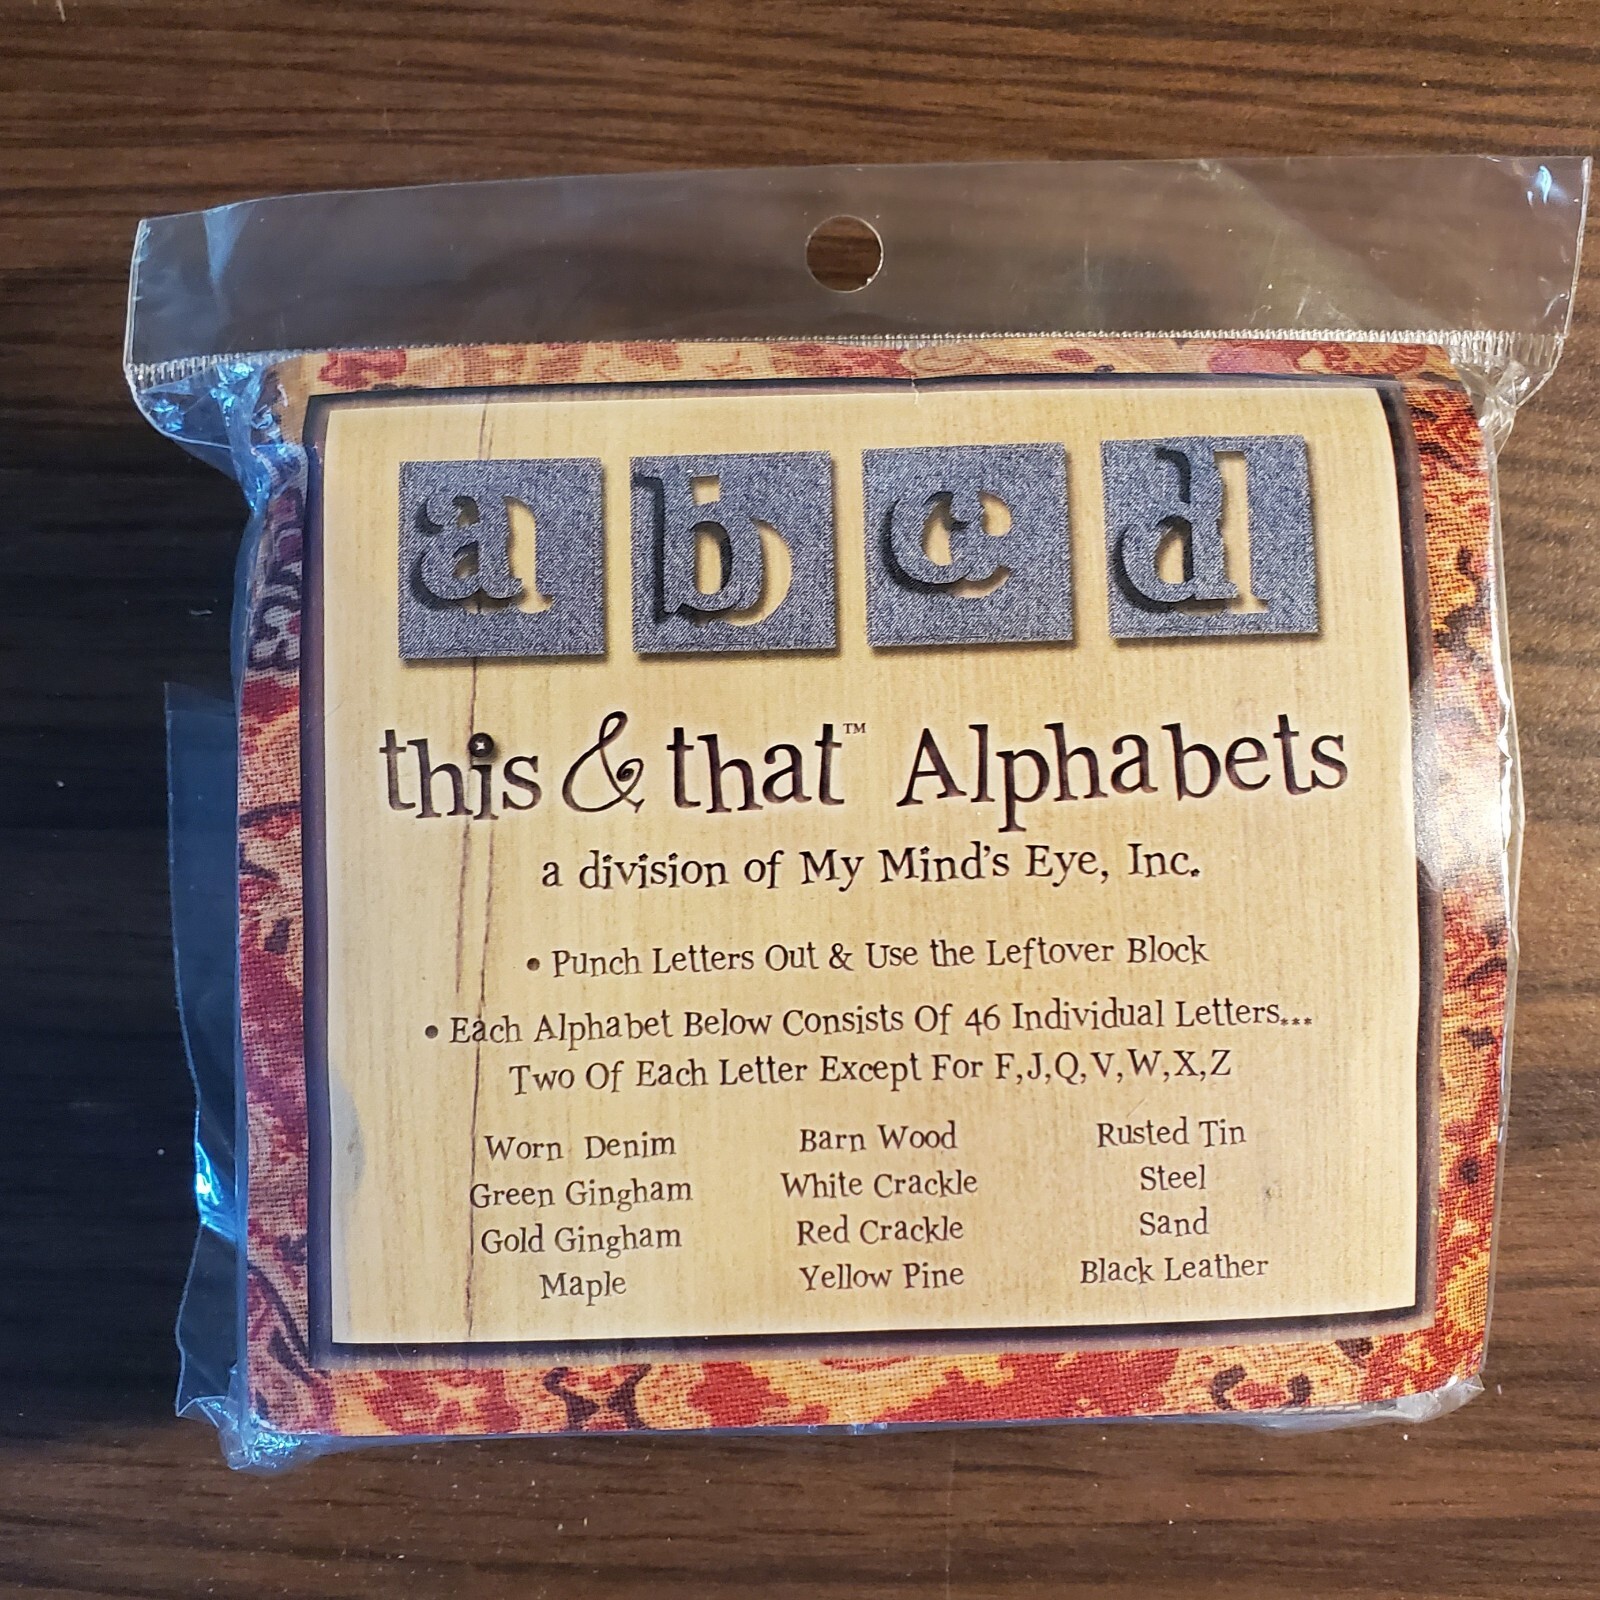 a b c d
this & that™ Alphabets
a division of My Mind's Eye, Inc.
• Punch Letters Out & Use the Leftover Block
• Each Alphabet Below Consists Of 46 Individual Letters...
Two Of Each Letter Except For F,J,Q,V,W,X,Z
Worn Denim
Green Gingham
Gold Gingham
Maple
Barn Wood
White Crackle
Red Crackle
Yellow Pine
Rusted Tin
Steel
Sand
Black Leather